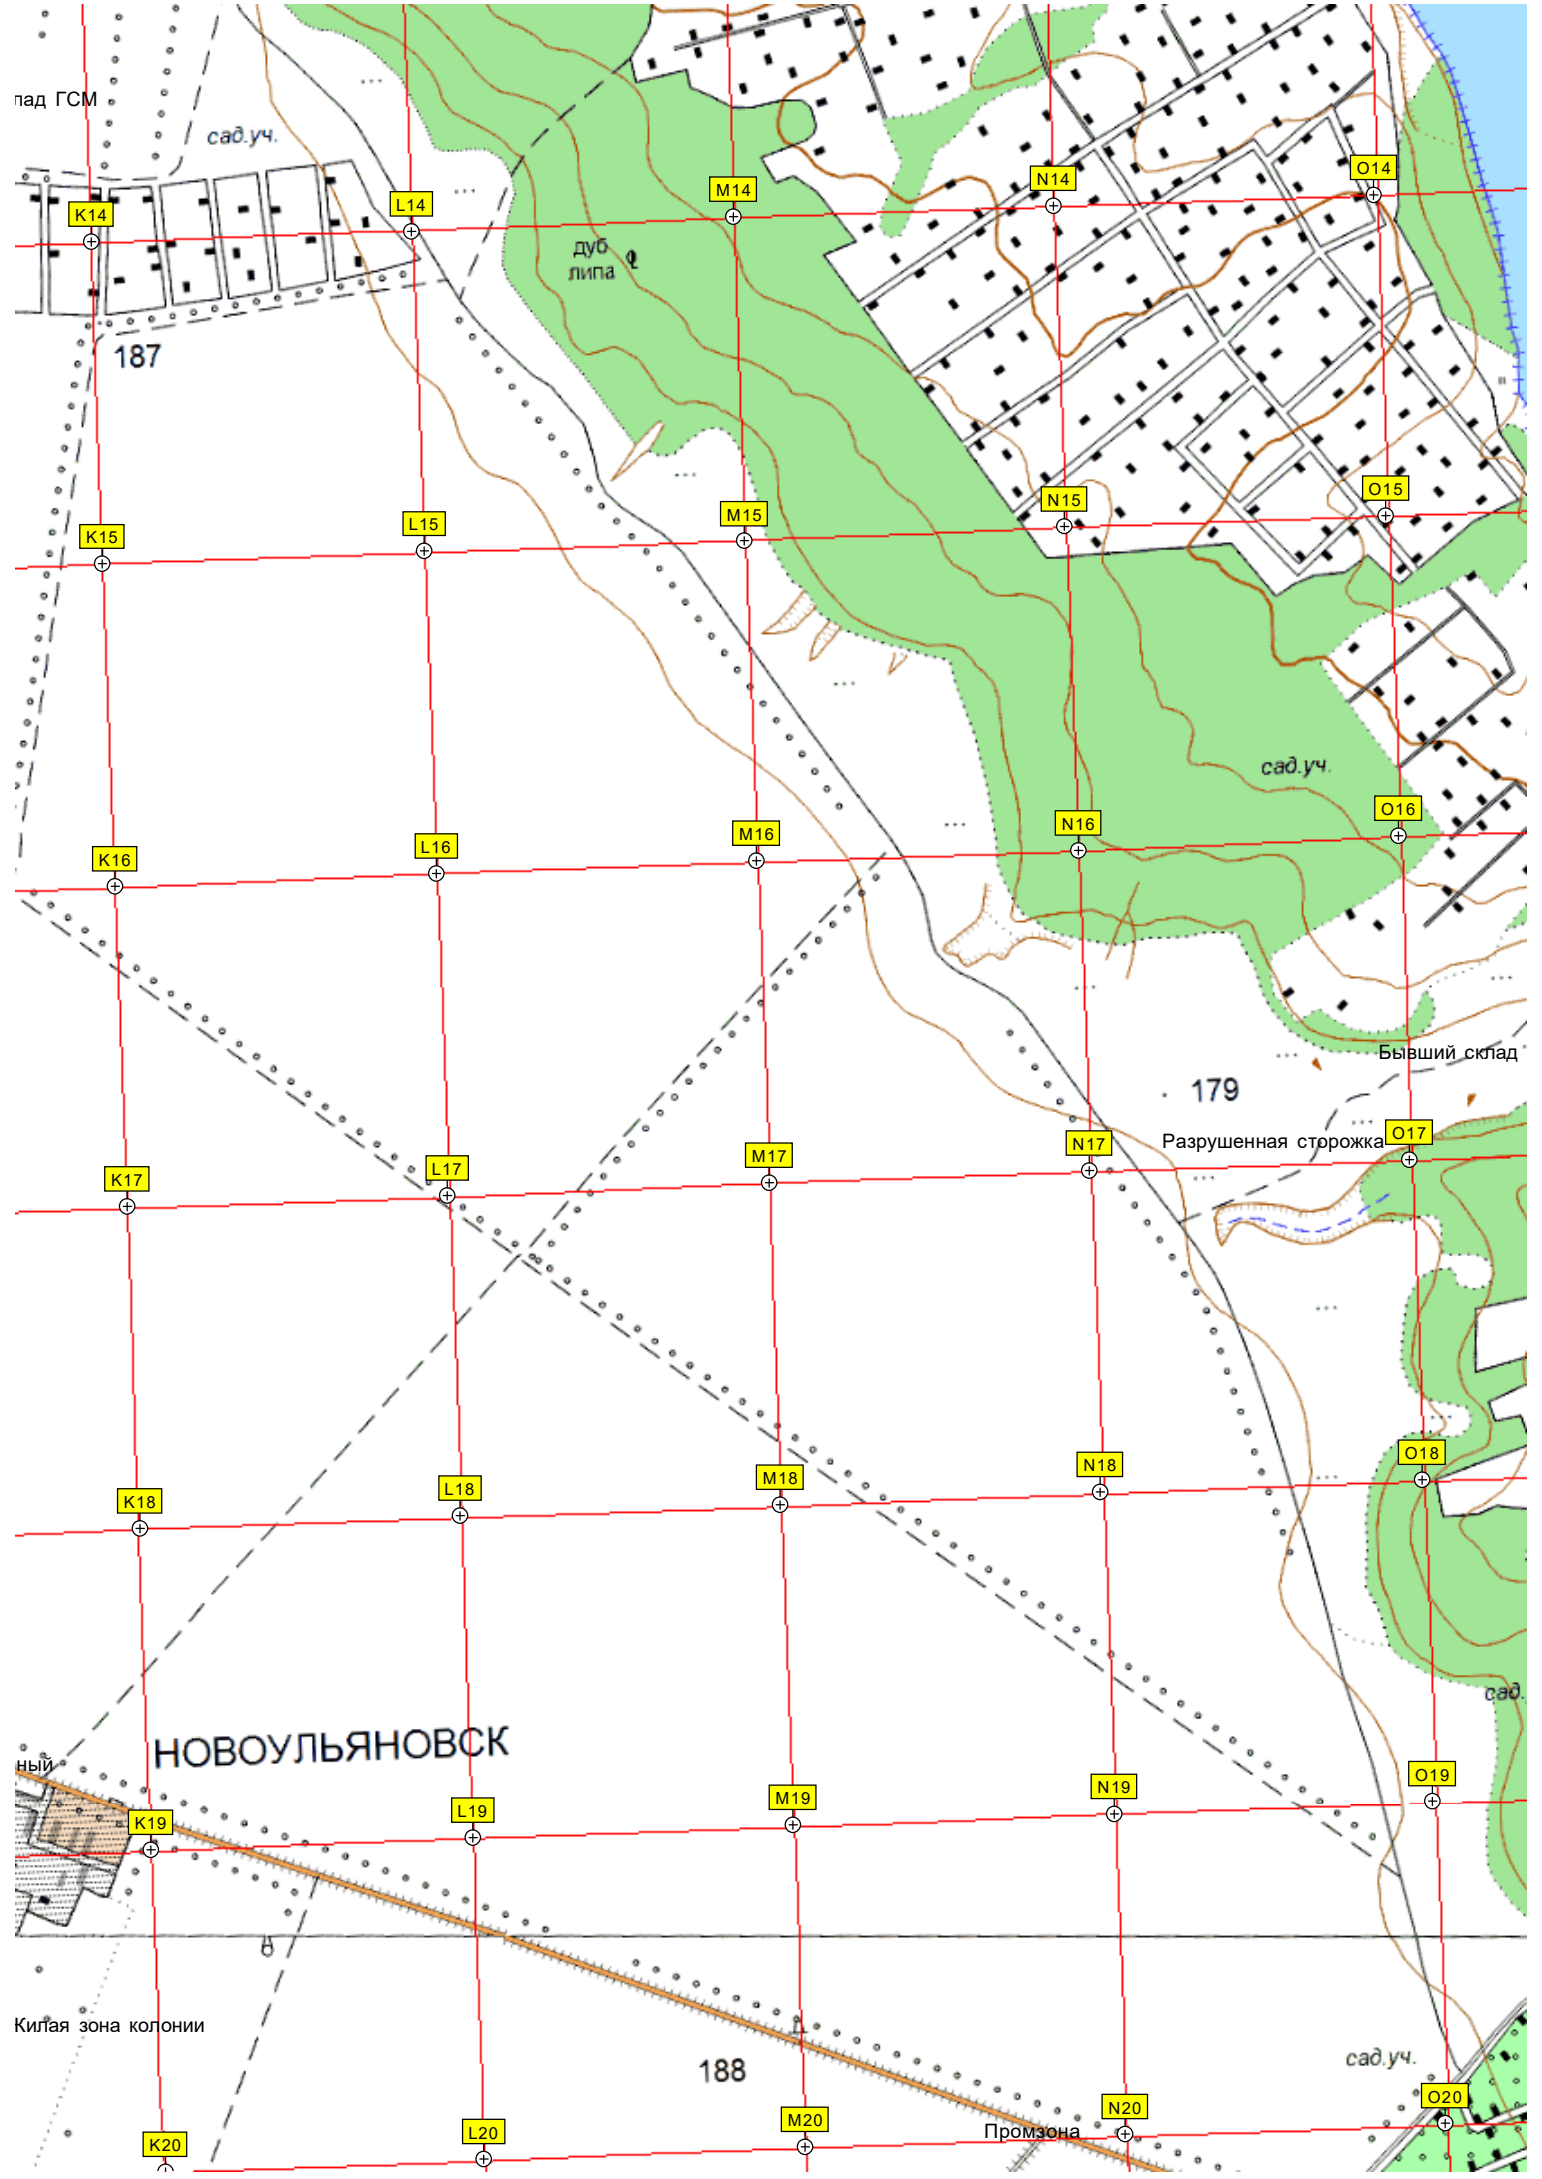 лад ГСМ
сад.уч.
O14
N14
M14
L14
K14
дуб
липа
187
O15
N15
M15
L15
K15
сад.уч.
O16
N16
M16
L16
K16
Бывший склад
179
Разрушенная сторожка
O17
N17
M17
L17
K17
O18
N18
M18
L18
K18
сад.
НОВОУЛЬЯНОВСК
ный
O19
N19
M19
L19
K19
Жилая зона колонии
сад.уч.
188
O20
N20
M20
Промзона
L20
K20